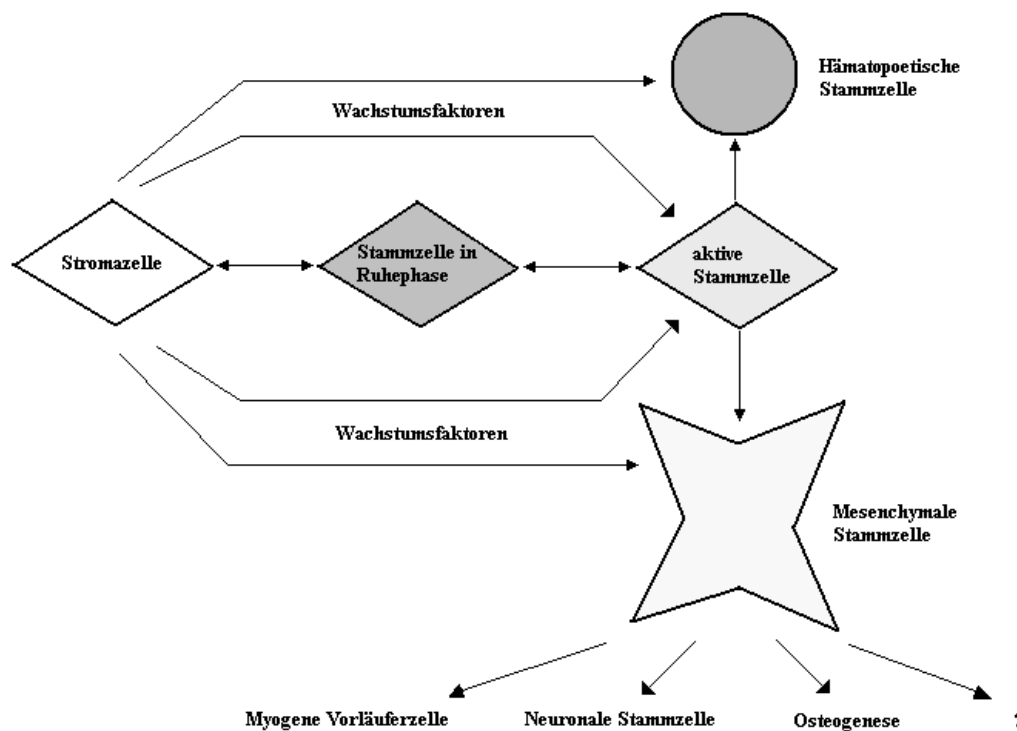 Hämatopoetische
Stammzelle
Wachstumsfaktoren
Stromazelle
Stammzelle in
Ruhephase
aktive
Stammzelle
Wachstumsfaktoren
Mesenchymale
Stammzelle
Myogene Vorläuferzelle
Neuronale Stammzelle
Osteogenese